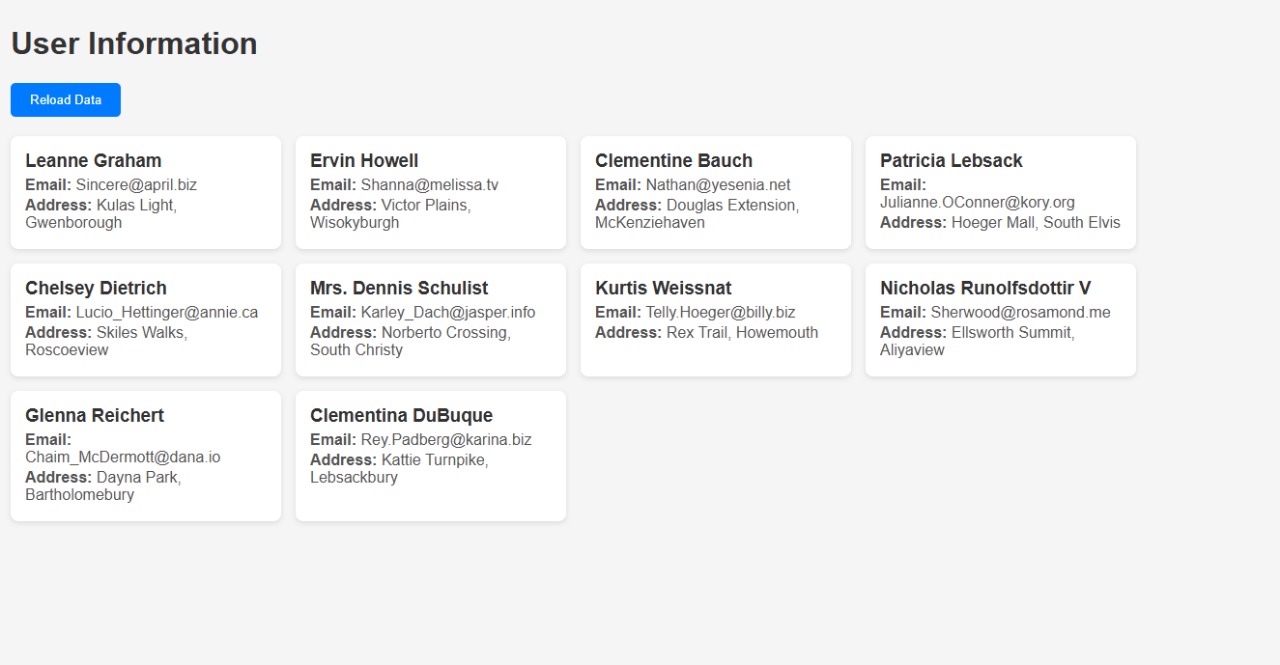 User Information
Reload Data
Leanne Graham
Email: Sincere@april.biz
Address: Kulas Light,
Gwenborough
Ervin Howell
Email: Shanna@melissa.tv
Address: Victor Plains,
Wisokyburgh
Clementine Bauch
Email: Nathan@yesenia.net
Address: Douglas Extension,
McKenziehaven
Patricia Lebsack
Email:
Julianne.OConner@kory.org
Address: Hoeger Mall, South Elvis
Chelsey Dietrich
Email: Lucio_Hettinger@annie.ca
Address: Skiles Walks,
Roscoeview
Mrs. Dennis Schulist
Email: Karley_Dach@jasper.info
Address: Norberto Crossing,
South Christy
Kurtis Weissnat
Email: Telly.Hoeger@billy.biz
Address: Rex Trail, Howemouth
Nicholas Runolfsdottir V
Email: Sherwood@rosamond.me
Address: Ellsworth Summit,
Aliyaview
Glenna Reichert
Email:
Chaim_McDermott@dana.io
Address: Dayna Park,
Bartholomebury
Clementina DuBuque
Email: Rey.Padberg@karina.biz
Address: Kattie Turnpike,
Lebsackbury